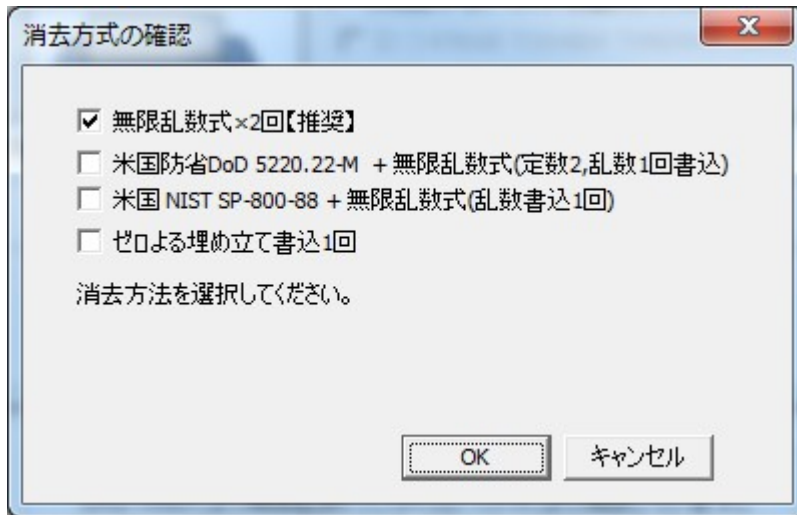 消去方式の確認
無限乱数式×2回【推奨】
米国防省DoD 5220.22-M +無限乱数式(定数2,乱数1回書込)
米国 NIST SP-800-88 +無限乱数式(乱数書込1回)
ゼロよる埋め立て書込1回
消去方法を選択してください。
OK
キャンセル